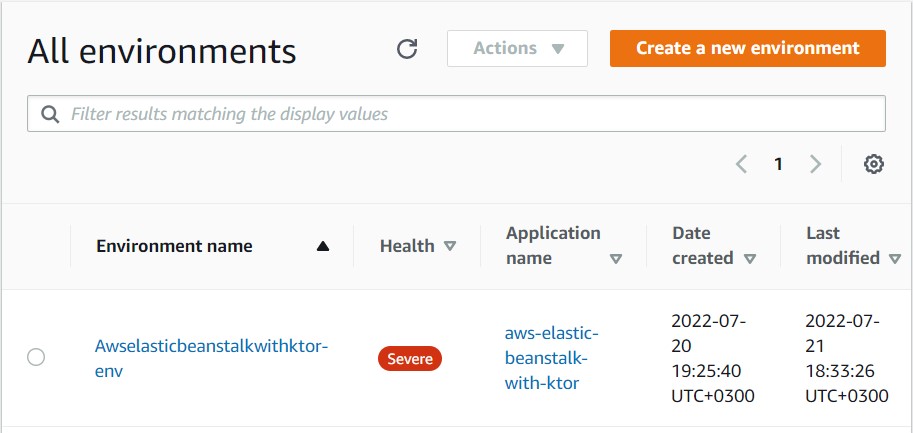 All environments
Actions
Create a new environment
Filter results matching the display values
1
Environment name
Health
Application
name
Date
created
Last
modified
Awselasticbeanstalkwithktor-
env
Severe
aws-elastic-
beanstalk-
with-ktor
2022-07-
20
19:25:40
UTC+0300
2022-07-
21
18:33:26
UTC+0300